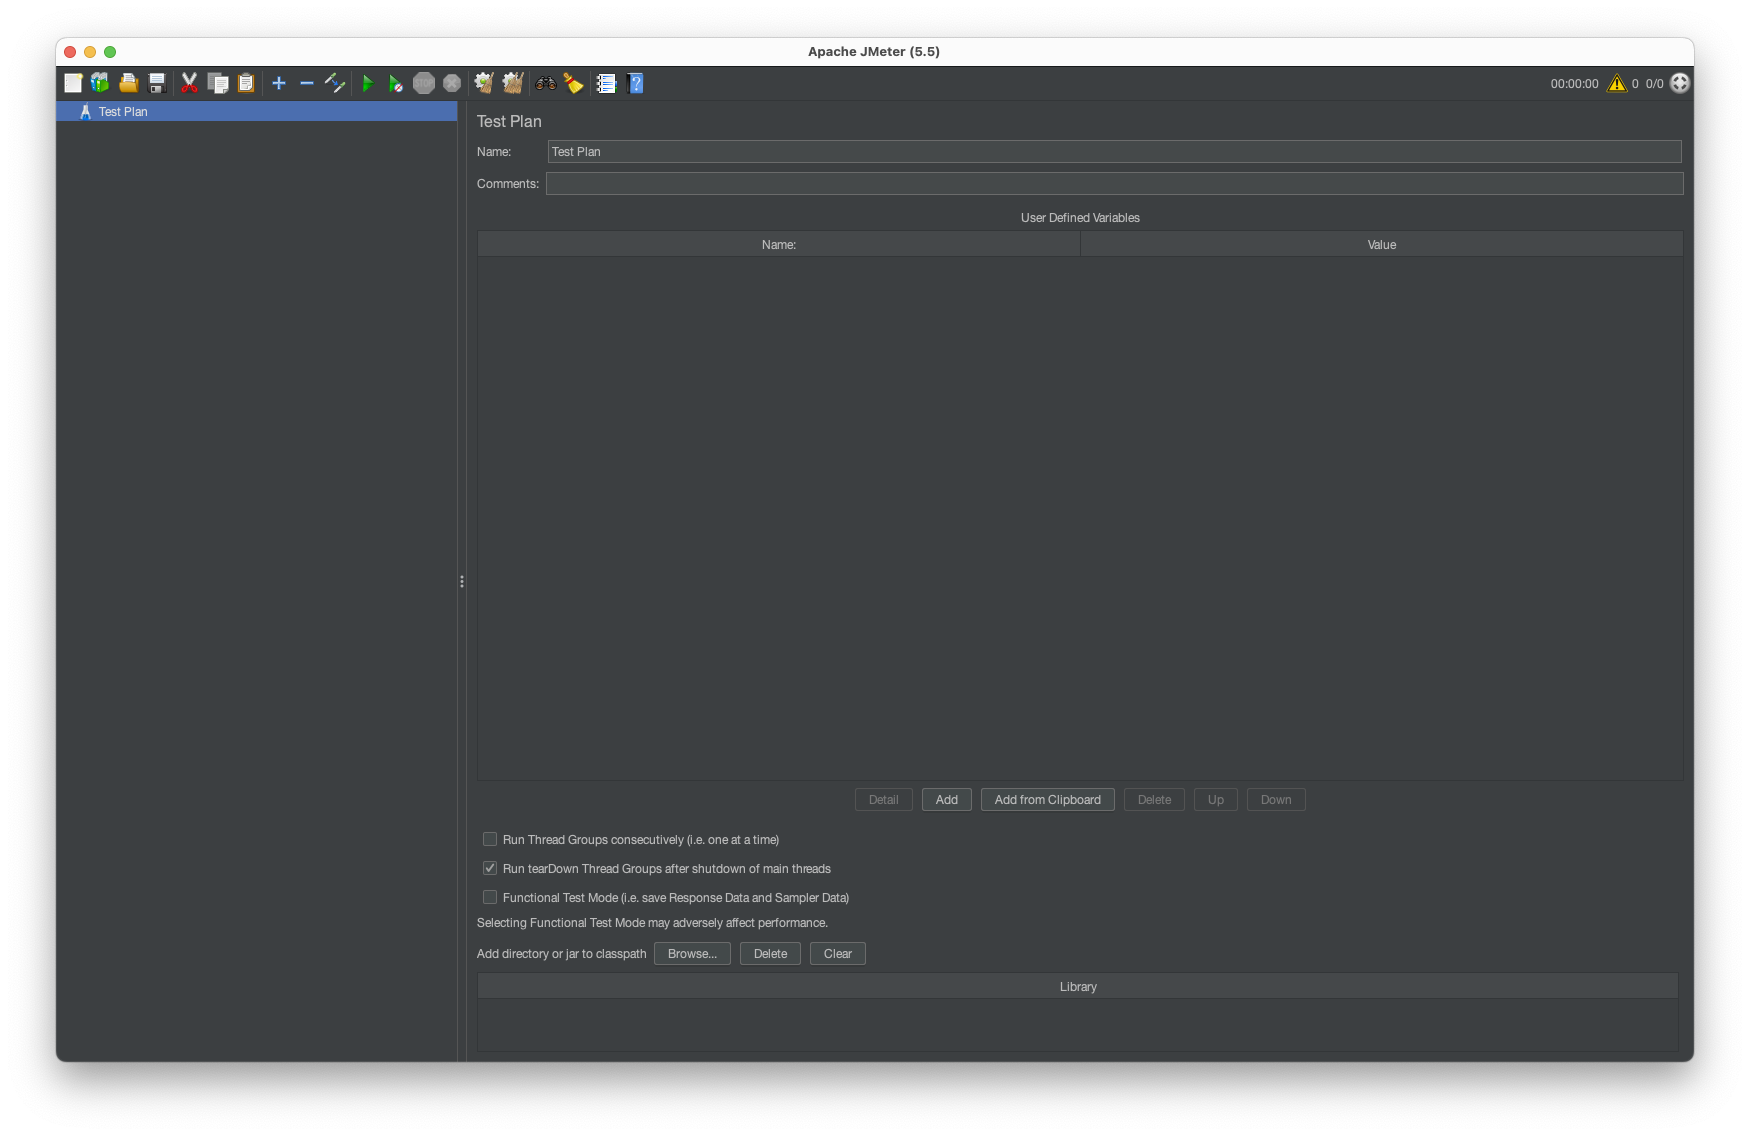 Apache JMeter (5.5)
STOP
?
00:00:00 ! 0 0/0
Test Plan
Test Plan
Name: Test Plan
Comments:
User Defined Variables
Name: Value
Detail Add Add from Clipboard Delete Up Down
Run Thread Groups consecutively (i.e. one at a time)
Run tearDown Thread Groups after shutdown of main threads
Functional Test Mode (i.e. save Response Data and Sampler Data)
Selecting Functional Test Mode may adversely affect performance.
Add directory or jar to classpath Browse... Delete Clear
Library